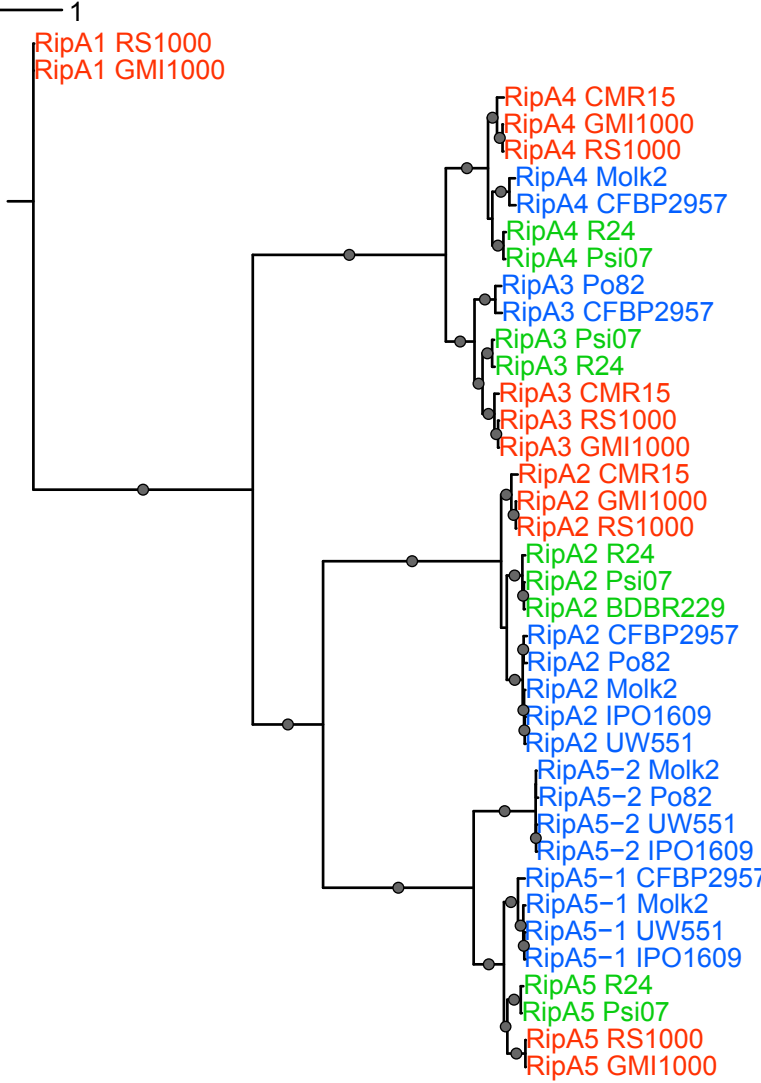 1
RipA1 RS1000
RipA1 GMI1000
RipA4 CMR15
RipA4 GMI1000
RipA4 RS1000
RipA4 Molk2
RipA4 CFBP2957
RipA4 R24
RipA4 Psi07
RipA3 Po82
RipA3 CFBP2957
RipA3 Psi07
RipA3 R24
RipA3 CMR15
RipA3 RS1000
RipA3 GMI1000
RipA2 CMR15
RipA2 GMI1000
RipA2 RS1000
RipA2 R24
RipA2 Psi07
RipA2 BDBR229
RipA2 CFBP2957
RipA2 Po82
RipA2 Molk2
RipA2 IPO1609
RipA2 UW551
RipA5−2 Molk2
RipA5−2 Po82
RipA5−2 UW551
RipA5−2 IPO1609
RipA5−1 CFBP2957
RipA5−1 Molk2
RipA5−1 UW551
RipA5−1 IPO1609
RipA5 R24
RipA5 Psi07
RipA5 RS1000
RipA5 GMI1000